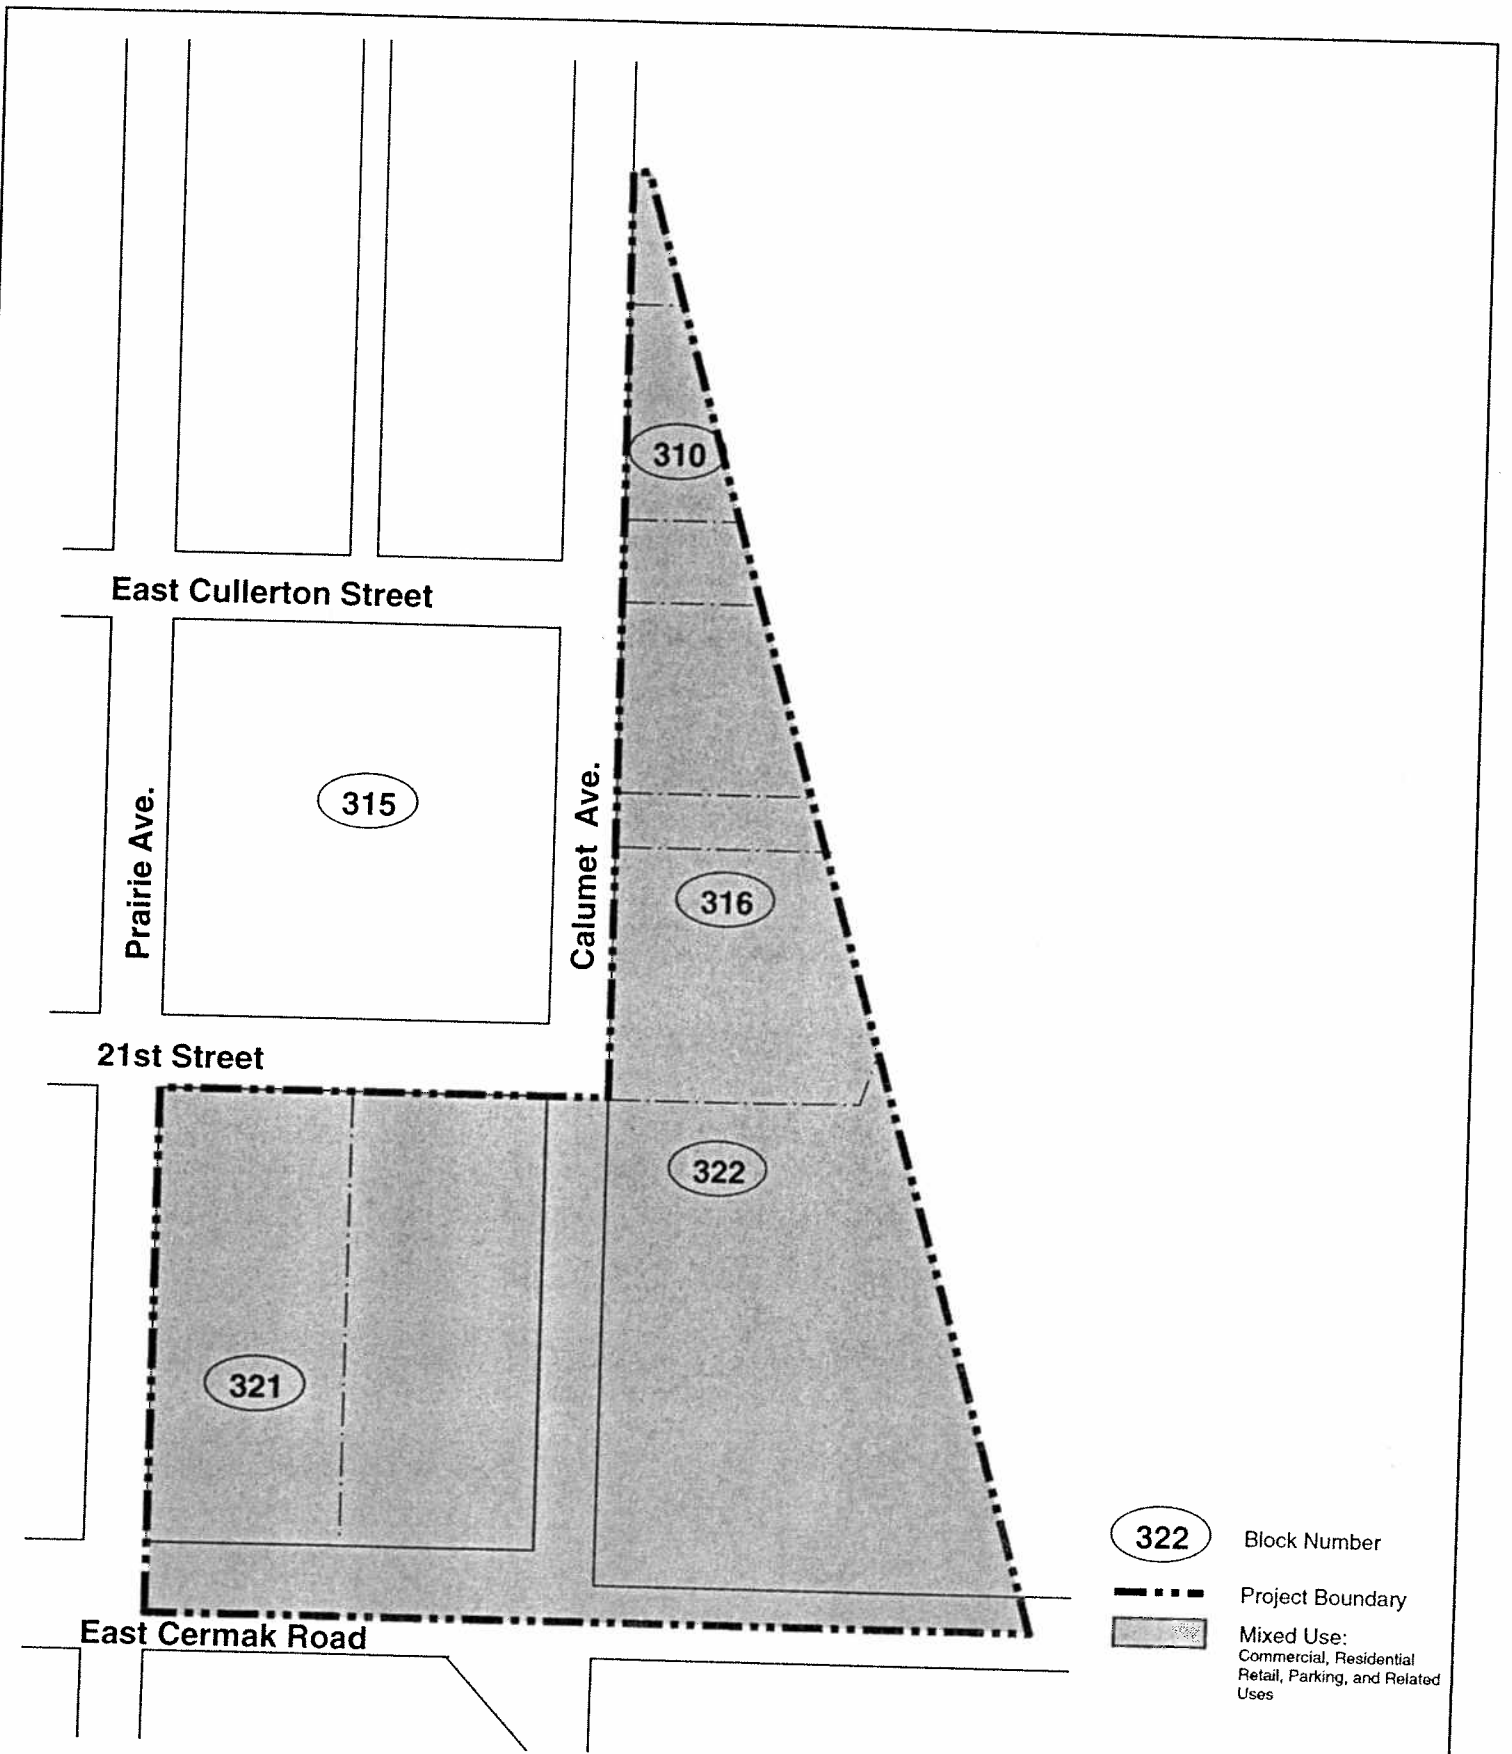 310
East Cullerton Street
315
Prairie Ave.
Calumet Ave.
316
21st Street
322
321
322
Block Number
Project Boundary
East Cermak Road
Mixed Use:
Commercial, Residential
Retail, Parking, and Related
Uses